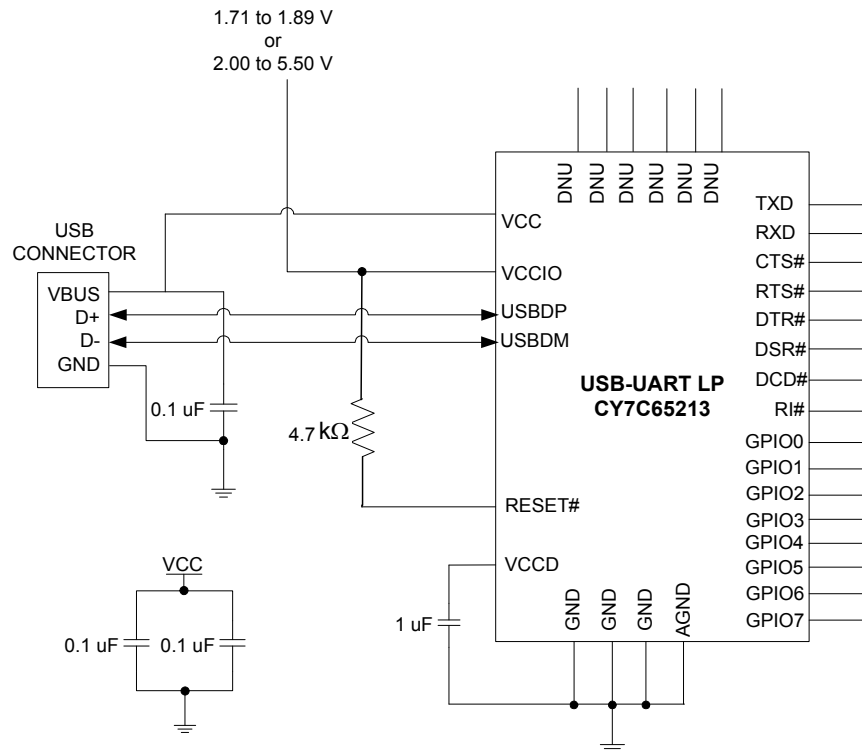 1.71 to 1.89 V
or
2.00 to 5.50 V
DNU
DNU
DNU
DNU
DNU
DNU
USB
CONNECTOR
VBUS
D+
D-
GND
0.1 uF
4.7 kΩ
VCC
VCCIO
USBDP
USBDM
RESET#
VCCD
USB-UART LP
CY7C65213
TXD
RXD
CTS#
RTS#
DTR#
DSR#
DCD#
RI#
GPIO0
GPIO1
GPIO2
GPIO3
GPIO4
GPIO5
GPIO6
GPIO7
GND
GND
GND
AGND
1 uF
VCC
0.1 uF
0.1 uF